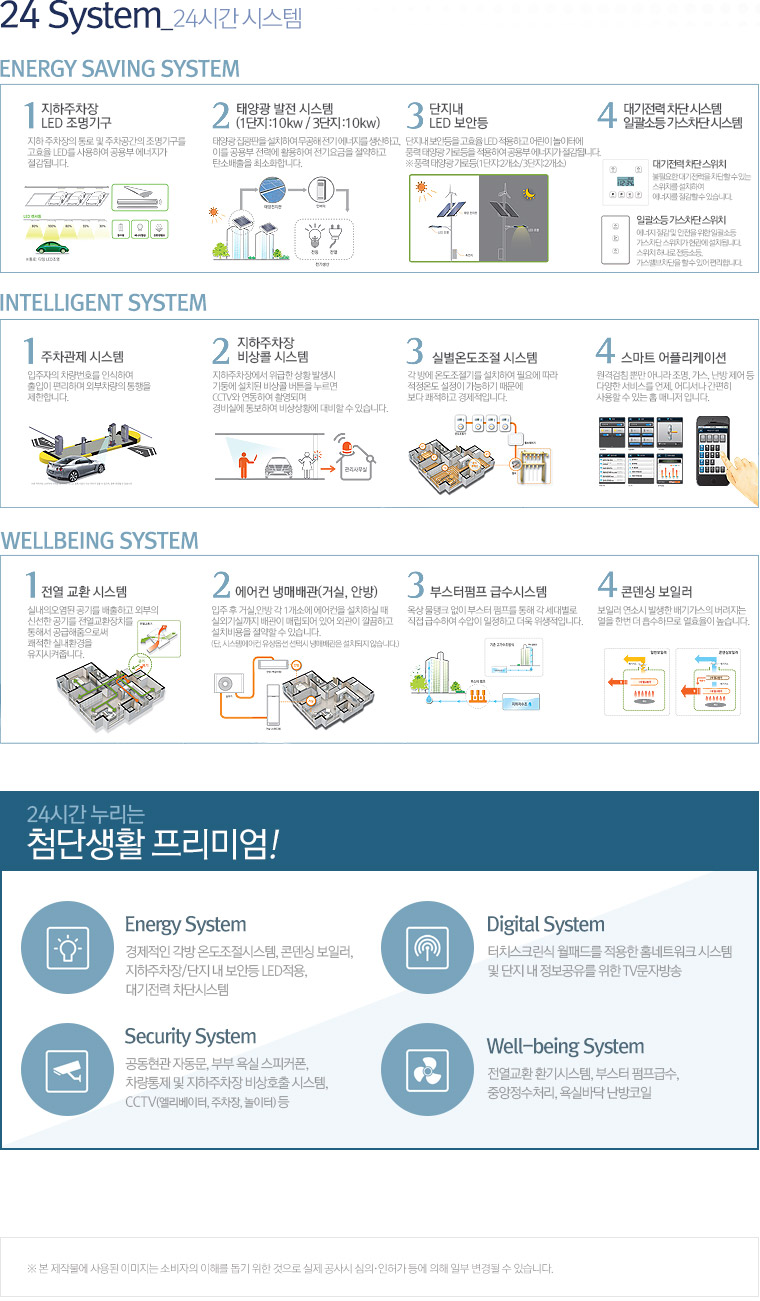 24 System_24시간 시스템
ENERGY SAVING SYSTEM
1 지하주차장
LED 조명기구
지하 주차장의 통로 및 주차공간의 조명기구를
고효율 LED를 사용하여 공용부 에너지가
절감됩니다.
2 태양광 발전 시스템
(1단지:10kw / 3단지:10kw)
태양광 집광판을 설치하여 무공해 전기 에너지를 생산하고,
이를 공용부 전력에 활용하여 전기요금을 절약하고
탄소배출을 최소화합니다.
3 단지내
LED 보안등
단지내 보안등을 고효율 LED 적용하고 어린이 놀이터에
풍력 태양광 가로등을 적용하여 공용부 에너지가 절감됩니다.
※ 풍력 태양광 가로등(1단지:2개소/3단지:2개소)
4 대기전력 차단 시스템
일괄소등 가스차단 시스템
대기전력 차단 스위치
불필요한 대기전력을 차단할 수 있는
스위치를 설치하여
에너지를 절감할 수 있습니다.
일괄소등 가스차단 스위치
에너지 절감 및 안전을 위한 일괄소등
가스차단 스위치가 현관에 설치됩니다.
스위치 하나로 전등소등,
가스밸브차단을 할 수 있어 편리합니다.
INTELLIGENT SYSTEM
1 주차관제 시스템
입주자의 차량번호를 인식하여
출입이 편리하며 외부차량의 통행을
제한합니다.
2 지하주차장
비상콜 시스템
지하주차장에서 위급한 상황 발생시
기둥에 설치된 비상콜 버튼을 누르면
CCTV와 연동하여 촬영되며
경비실에 통보하여 비상상황에 대비할 수 있습니다.
관리사무실
3 실별온도조절 시스템
각 방에 온도조절기를 설치하여 필요에 따라
적정온도 설정이 가능하기 때문에
보다 쾌적하고 경제적입니다.
4 스마트 어플리케이션
원격검침 뿐만 아니라 조명, 가스, 난방 제어 등
다양한 서비스를 언제, 어디서나 간편히
사용할 수 있는 홈 매니저 입니다.
WELLBEING SYSTEM
1 전열 교환 시스템
실내의오염된 공기를 배출하고 외부의
신선한 공기를 전열교환장치를
통해서 공급해줌으로써
쾌적한 실내환경을
유지시켜줍니다.
2 에어컨 냉매배관(거실, 안방)
입주 후 거실,안방 각 1개소에 에어컨을 설치하실 때
실외기실까지 배관이 매립되어 있어 외관이 깔끔하고
설치비용을 절약할 수 있습니다.
(단, 시스템에어컨 유상옵션 선택시 냉매배관은 설치되지 않습니다.)
3 부스터펌프 급수시스템
옥상 물탱크 없이 부스터 펌프를 통해 각 세대별로
직접 급수하여 수압이 일정하고 더욱 위생적입니다.
4 콘덴싱 보일러
보일러 연소시 발생한 배기가스의 버려지는
열을 한번 더 흡수하므로 열효율이 높습니다.
일반보일러
콘덴싱보일러
24시간 누리는
첨단생활 프리미엄!
Energy System
경제적인 각방 온도조절시스템, 콘덴싱 보일러,
지하주차장/단지 내 보안등 LED적용,
대기전력 차단시스템
Digital System
터치스크린식 월패드를 적용한 홈네트워크 시스템
및 단지 내 정보공유를 위한 TV문자방송
Security System
공동현관 자동문, 부부 욕실 스피커폰,
차량통제 및 지하주차장 비상호출 시스템,
CCTV(엘리베이터, 주차장, 놀이터) 등
Well-being System
전열교환 환기시스템, 부스터 펌프급수,
중앙정수처리, 욕실바닥 난방코일
※ 본 제작물에 사용된 이미지는 소비자의 이해를 돕기 위한 것으로 실제 공사시 심의·인허가 등에 의해 일부 변경될 수 있습니다.